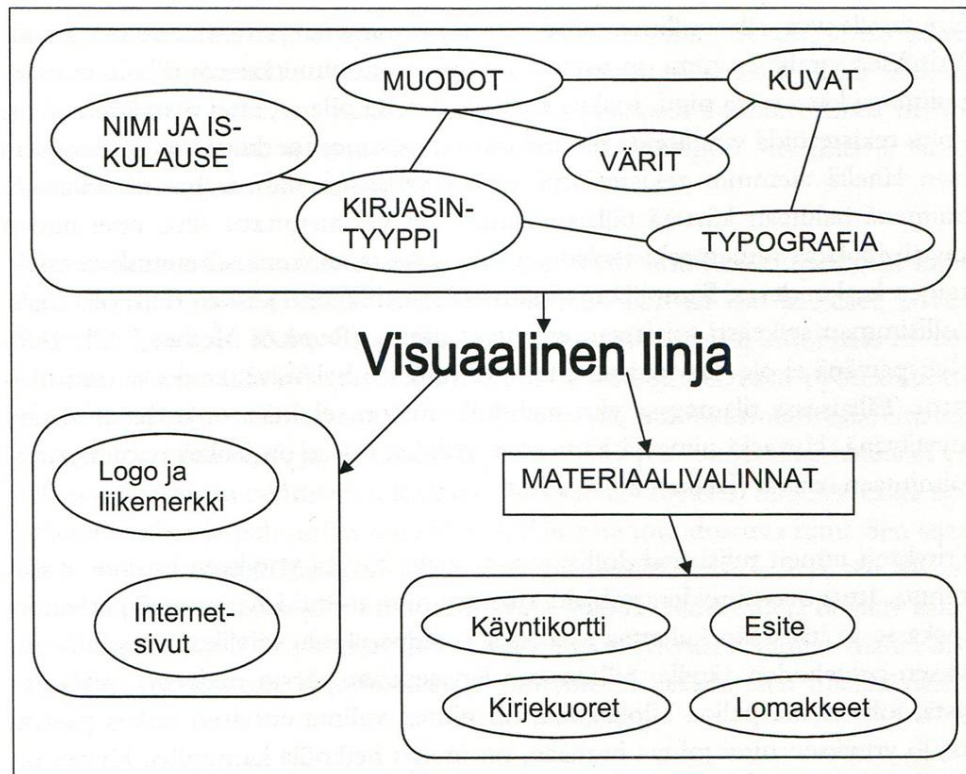 MUODOT
KUVAT
NIMI JA IS-
KULAUSE
VÄRIT
KIRJASIN-
TYYPPI
TYPOGRAFIA
Visuaalinen linja
Logo ja
liikemerkki
MATERIAALIVALINNAT
Internet-
sivut
Käyntikortti
Esite
Kirjekuoret
Lomakkeet